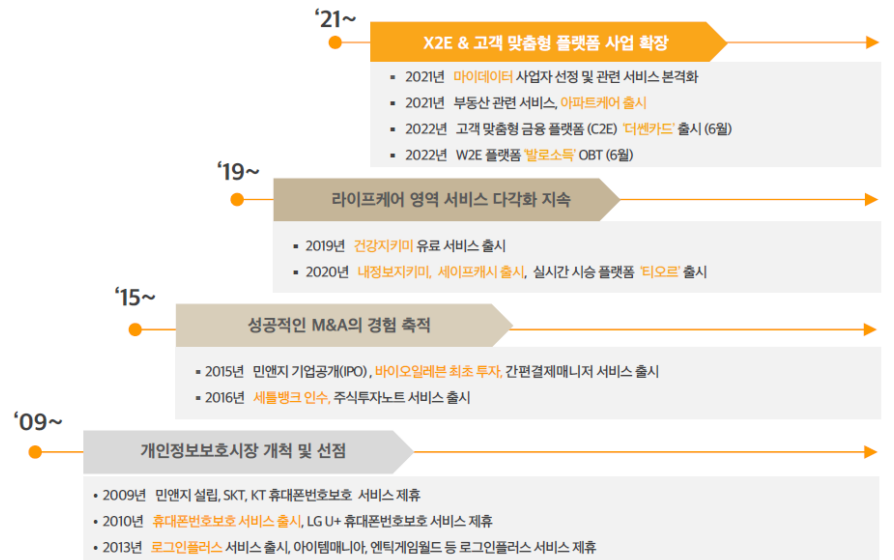 ‘21~
X2E & 고객 맞춤형 플랫폼 사업 확장
▪ 2021년 마이데이터 사업자 선정 및 관련 서비스 본격화
▪ 2021년 부동산 관련 서비스, 아파트케어 출시
▪ 2022년 고객 맞춤형 금융 플랫폼 (C2E) ‘더쎈카드’ 출시 (6월)
▪ 2022년 W2E 플랫폼 ‘발로소득’ OBT (6월)
‘19~
라이프케어 영역 서비스 다각화 지속
▪ 2019년 건강지키미 유료 서비스 출시
▪ 2020년 내정보지키미, 세이프캐시 출시, 실시간 시승 플랫폼 ‘티오르’ 출시
‘15~
성공적인 M&A의 경험 축적
▪ 2015년 민앤지 기업공개(IPO) , 바이오일레븐 최초 투자, 간편결제매니저 서비스 출시
▪ 2016년 세틀뱅크 인수, 주식투자노트 서비스 출시
‘09~
개인정보보호시장 개척 및 선점
• 2009년 민앤지 설립, SKT, KT 휴대폰번호보호 서비스 제휴
• 2010년 휴대폰번호보호 서비스 출시, LG U+ 휴대폰번호보호 서비스 제휴
• 2013년 로그인플러스 서비스 출시, 아이템매니아, 엔틱게임월드 등 로그인플러스 서비스 제휴